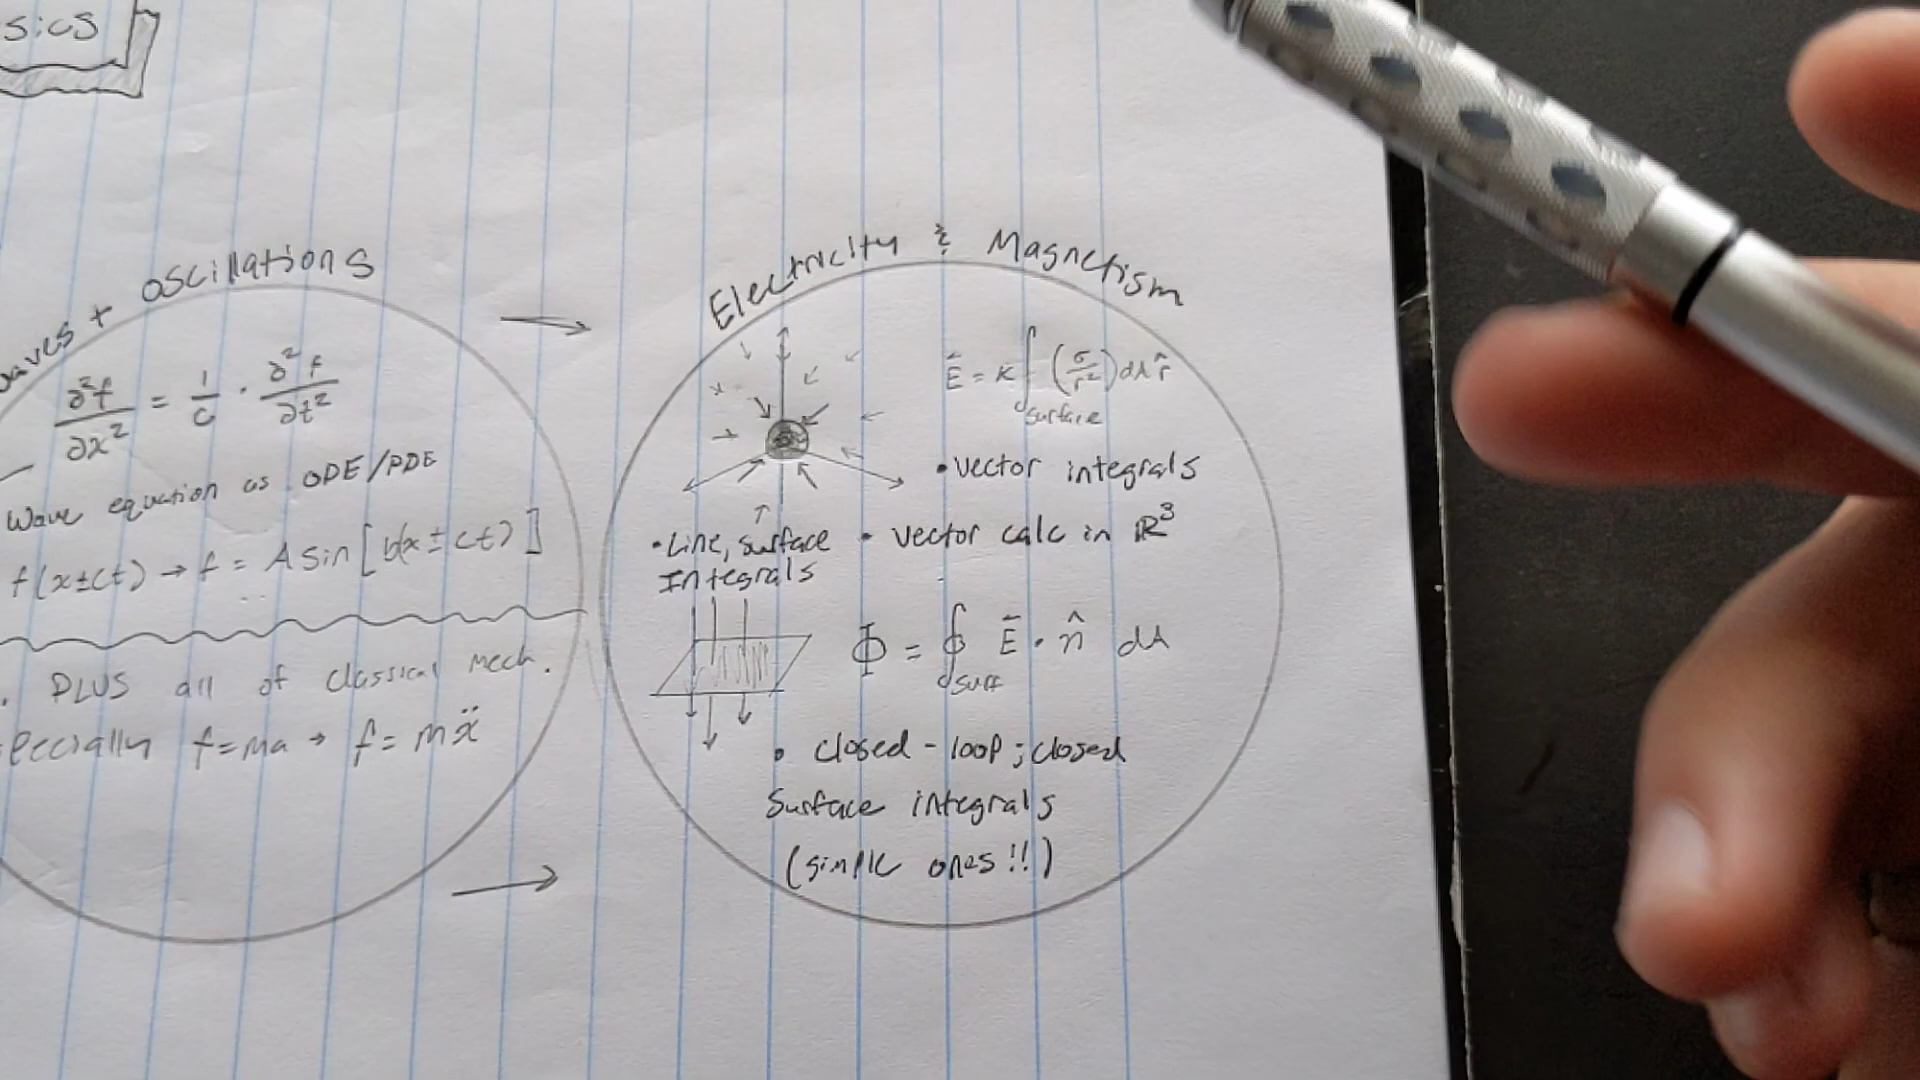 sics
waves + oscillations
∂²f/∂x² = 1/c · ∂²f/∂t²
Wave equation as ODE/PDE
f(x±ct) → f = A sin[b(x±ct)]
. PLUS all of classical mech.
pecially f=ma → f=mẍ
Electricity & Magnetism
E = K ∫surface (σ/r²) dA r̂
• vector integrals
• Line, surface
Integrals
• vector calc in ℝ³
Φ = ∮surf E · n̂ dA
• closed-loop; closed
surface integrals
(simple ones!!)